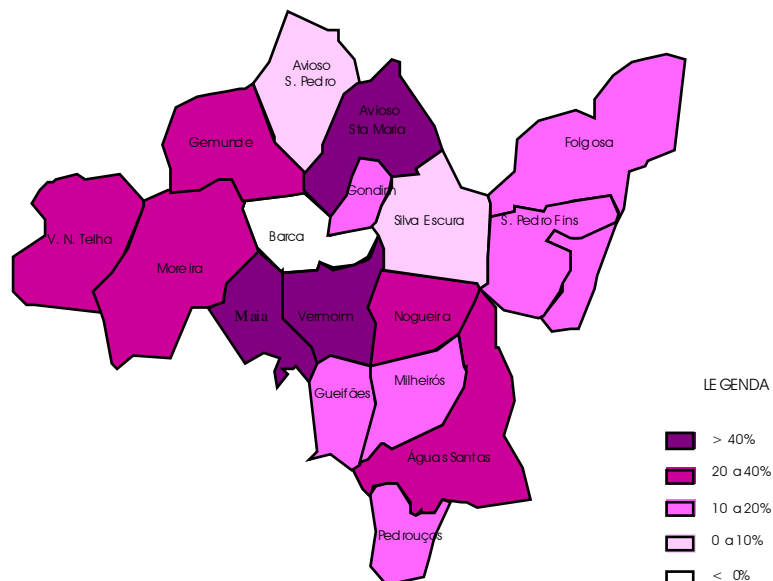 Avioso
S. Pedro
Avioso
Sta Maria
Gemunde
Folgosa
Gondim
V. N. Telha
Barca
Silva Escura
S. Pedro Fins
Moreira
Maia
Vermoim
Nogueira
Gueifães
Milheirós
LEGENDA
> 40%
Águas Santas
20 a 40%
10 a 20%
Pedrouços
0 a 10%
< 0%